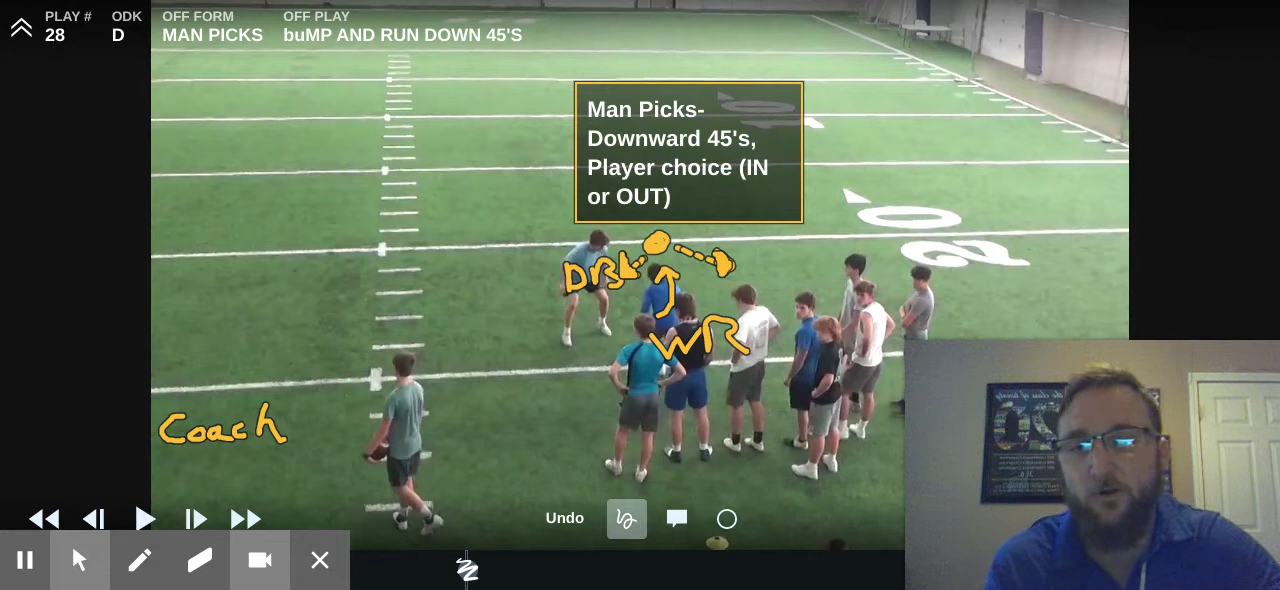 PLAY # ODK OFF FORM OFF PLAY
28 D MAN PICKS buMP AND RUN DOWN 45'S
Man Picks-
Downward 45's,
Player choice (IN
or OUT)
DB
WR
Coach
Undo